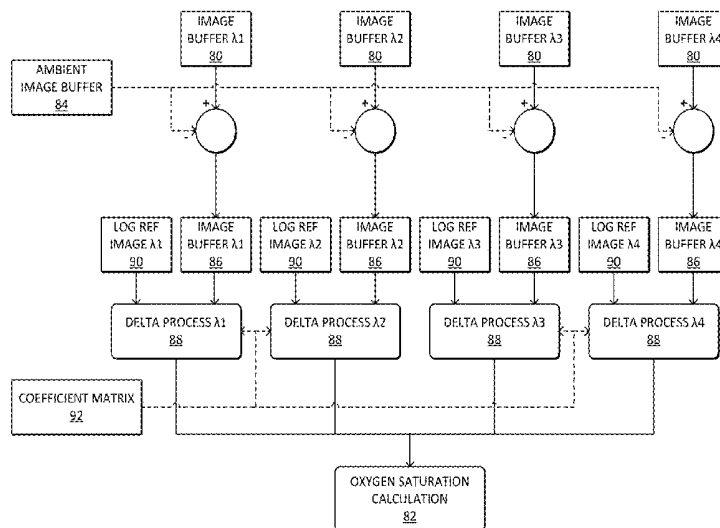 IMAGE
BUFFER λ1
80
IMAGE
BUFFER λ2
80
IMAGE
BUFFER λ3
80
IMAGE
BUFFER λ4
80
AMBIENT
IMAGE BUFFER
84
+
-
+
-
+
-
+
-
LOG REF
IMAGE λ1
90
IMAGE
BUFFER λ1
86
LOG REF
IMAGE λ2
90
IMAGE
BUFFER λ2
86
LOG REF
IMAGE λ3
90
IMAGE
BUFFER λ3
86
LOG REF
IMAGE λ4
90
IMAGE
BUFFER λ4
86
DELTA PROCESS λ1
88
DELTA PROCESS λ2
88
DELTA PROCESS λ3
88
DELTA PROCESS λ4
88
COEFFICIENT MATRIX
92
OXYGEN SATURATION
CALCULATION
82